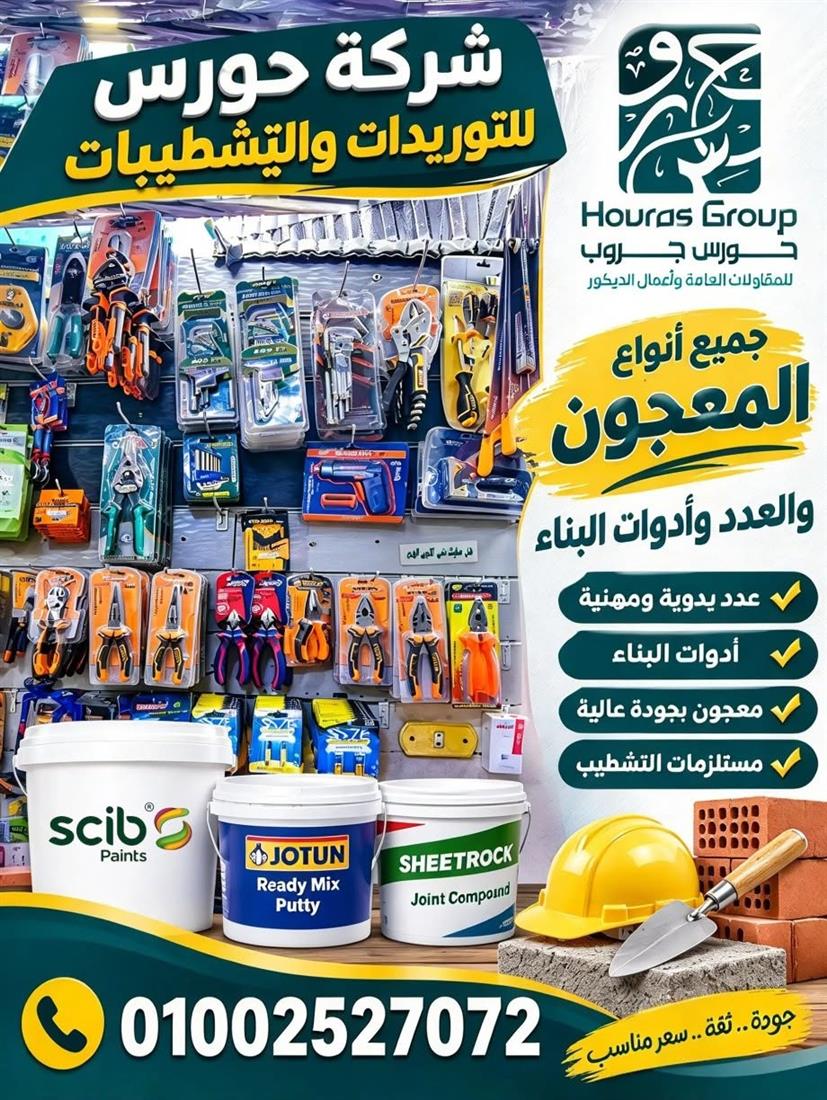 شركة حورس
للتوريدات والتشطيبات
حورس
Houras Group
حورس جروب
للمقاولات العامة وأعمال الديكور
جميع أنواع
المعجون
والعدد وأدوات البناء
عدد يدوية ومهنية
أدوات البناء
معجون بجودة عالية
مستلزمات التشطيب
scib®
Paints
JOTUN
Ready Mix
Putty
SHEETROCK
Joint Compound
01002527072
جودة .. ثقة .. سعر مناسب